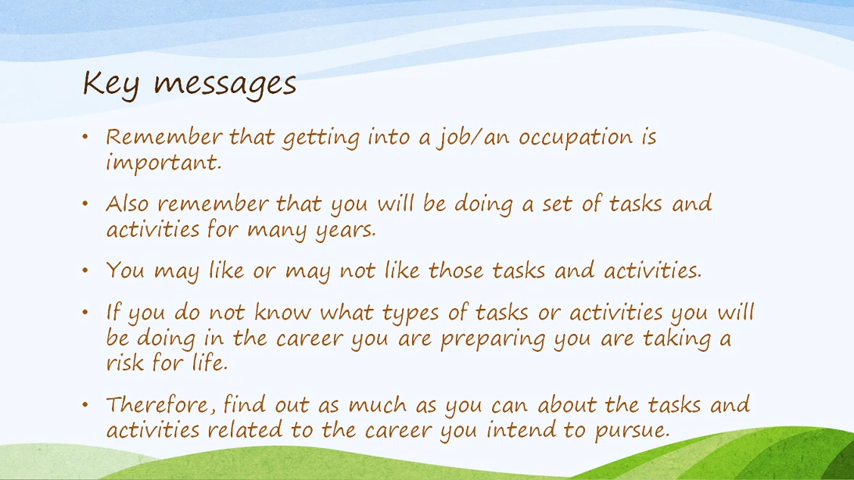 Key messages
• Remember that getting into a job/an occupation is
important.
• Also remember that you will be doing a set of tasks and
activities for many years.
• You may like or may not like those tasks and activities.
• If you do not know what types of tasks or activities you will
be doing in the career you are preparing you are taking a
risk for life.
• Therefore, find out as much as you can about the tasks and
activities related to the career you intend to pursue.